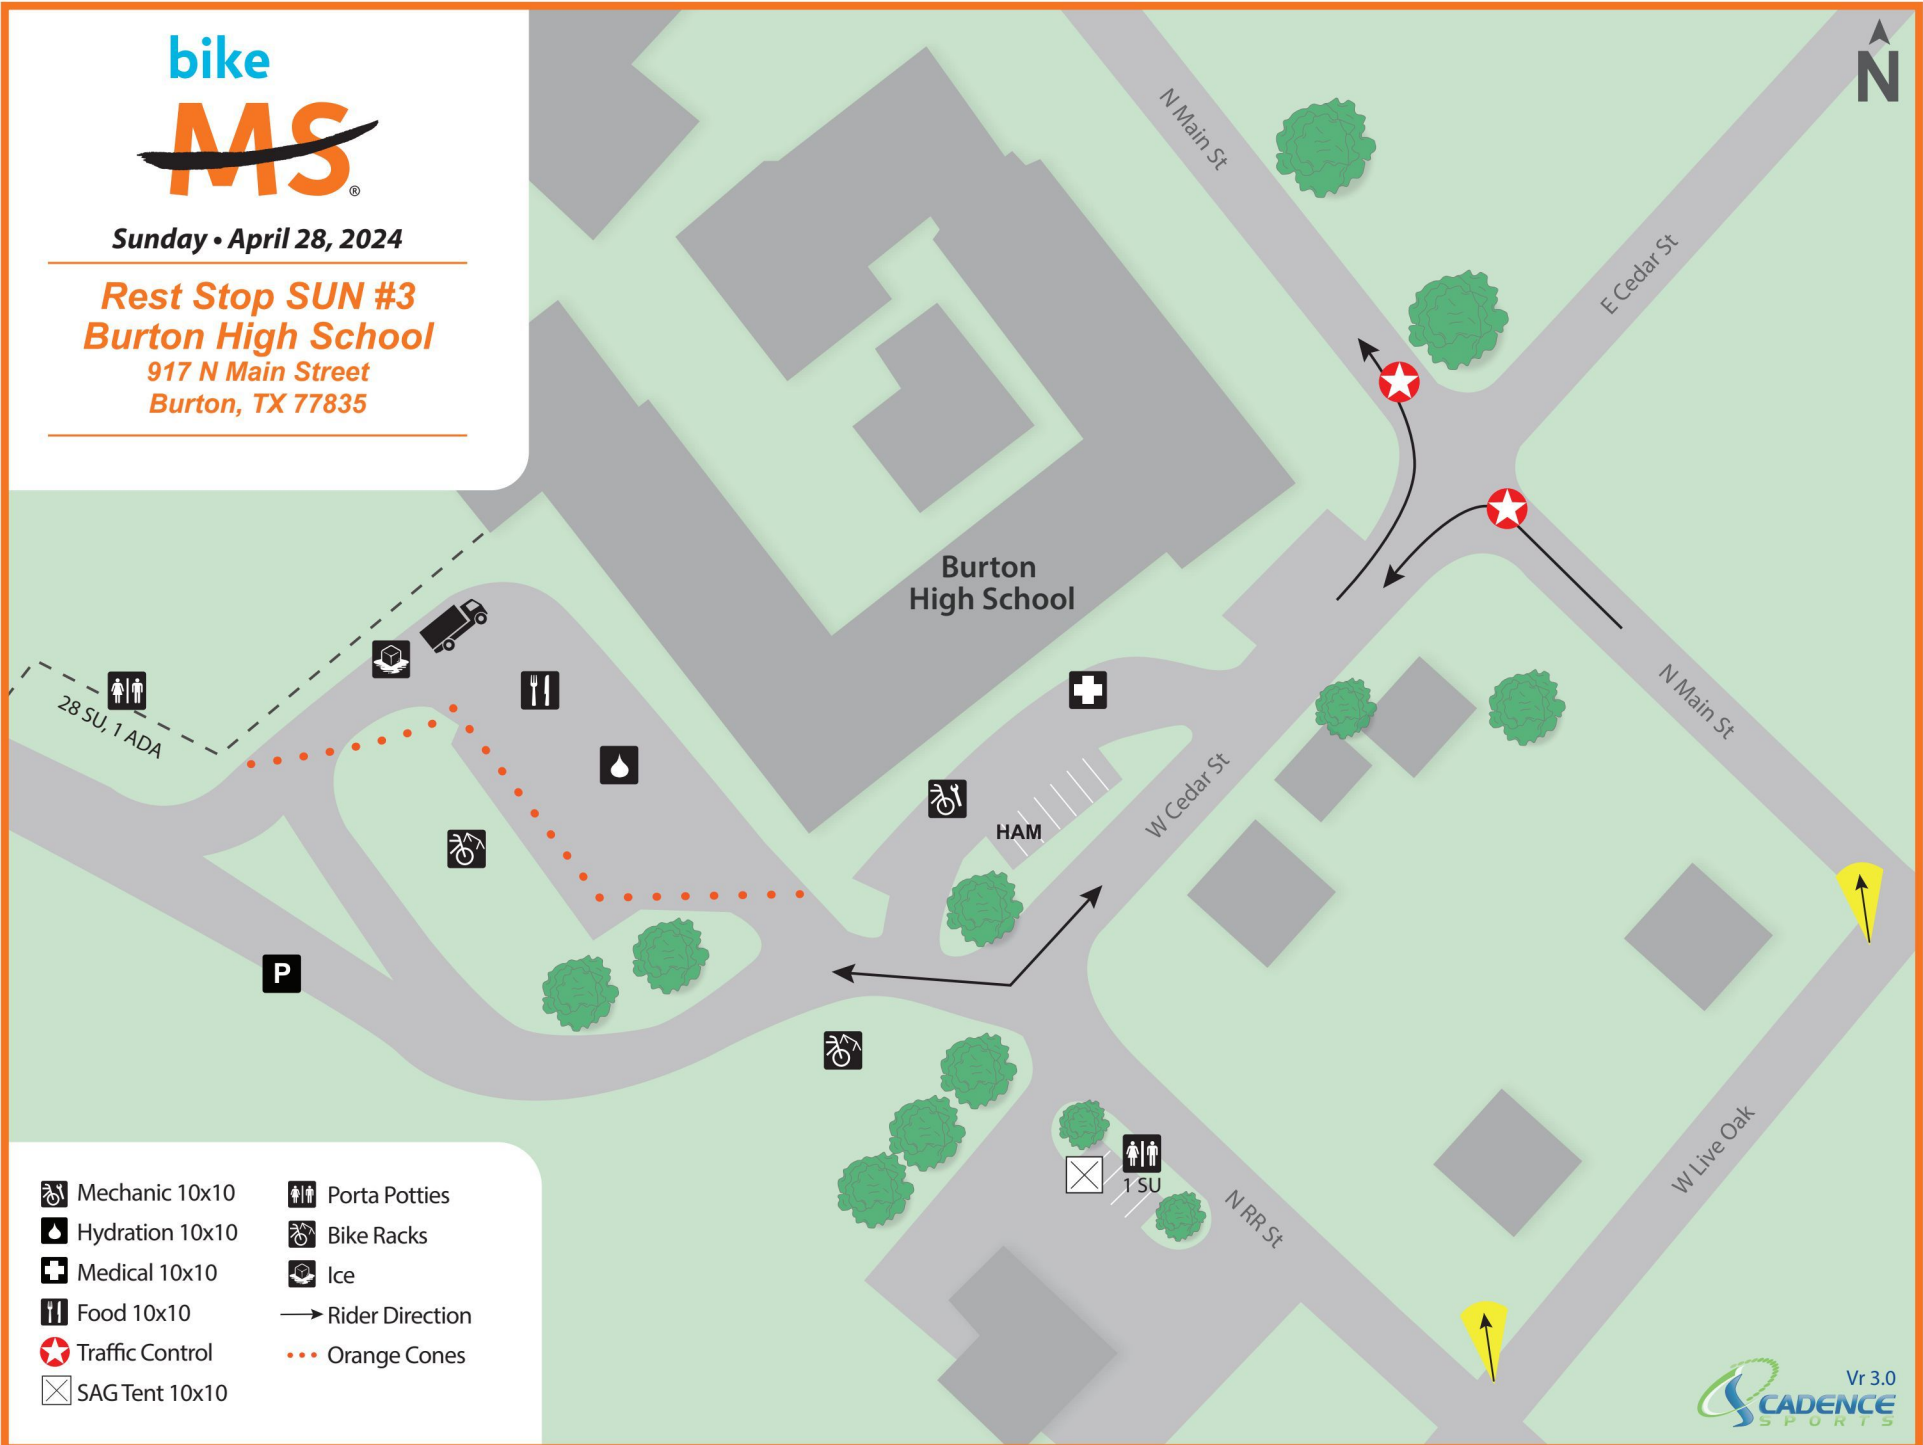 bike
MS®
Sunday • April 28, 2024
Rest Stop SUN #3
Burton High School
917 N Main Street
Burton, TX 77835
N
N Main St
E Cedar St
Burton
High School
N Main St
28 SU, 1 ADA
W Cedar St
HAM
P
1 SU
N RR St
W Live Oak
Mechanic 10x10
Hydration 10x10
Medical 10x10
Food 10x10
Traffic Control
SAG Tent 10x10
Porta Potties
Bike Racks
Ice
Rider Direction
Orange Cones
Vr 3.0
CADENCE
SPORTS